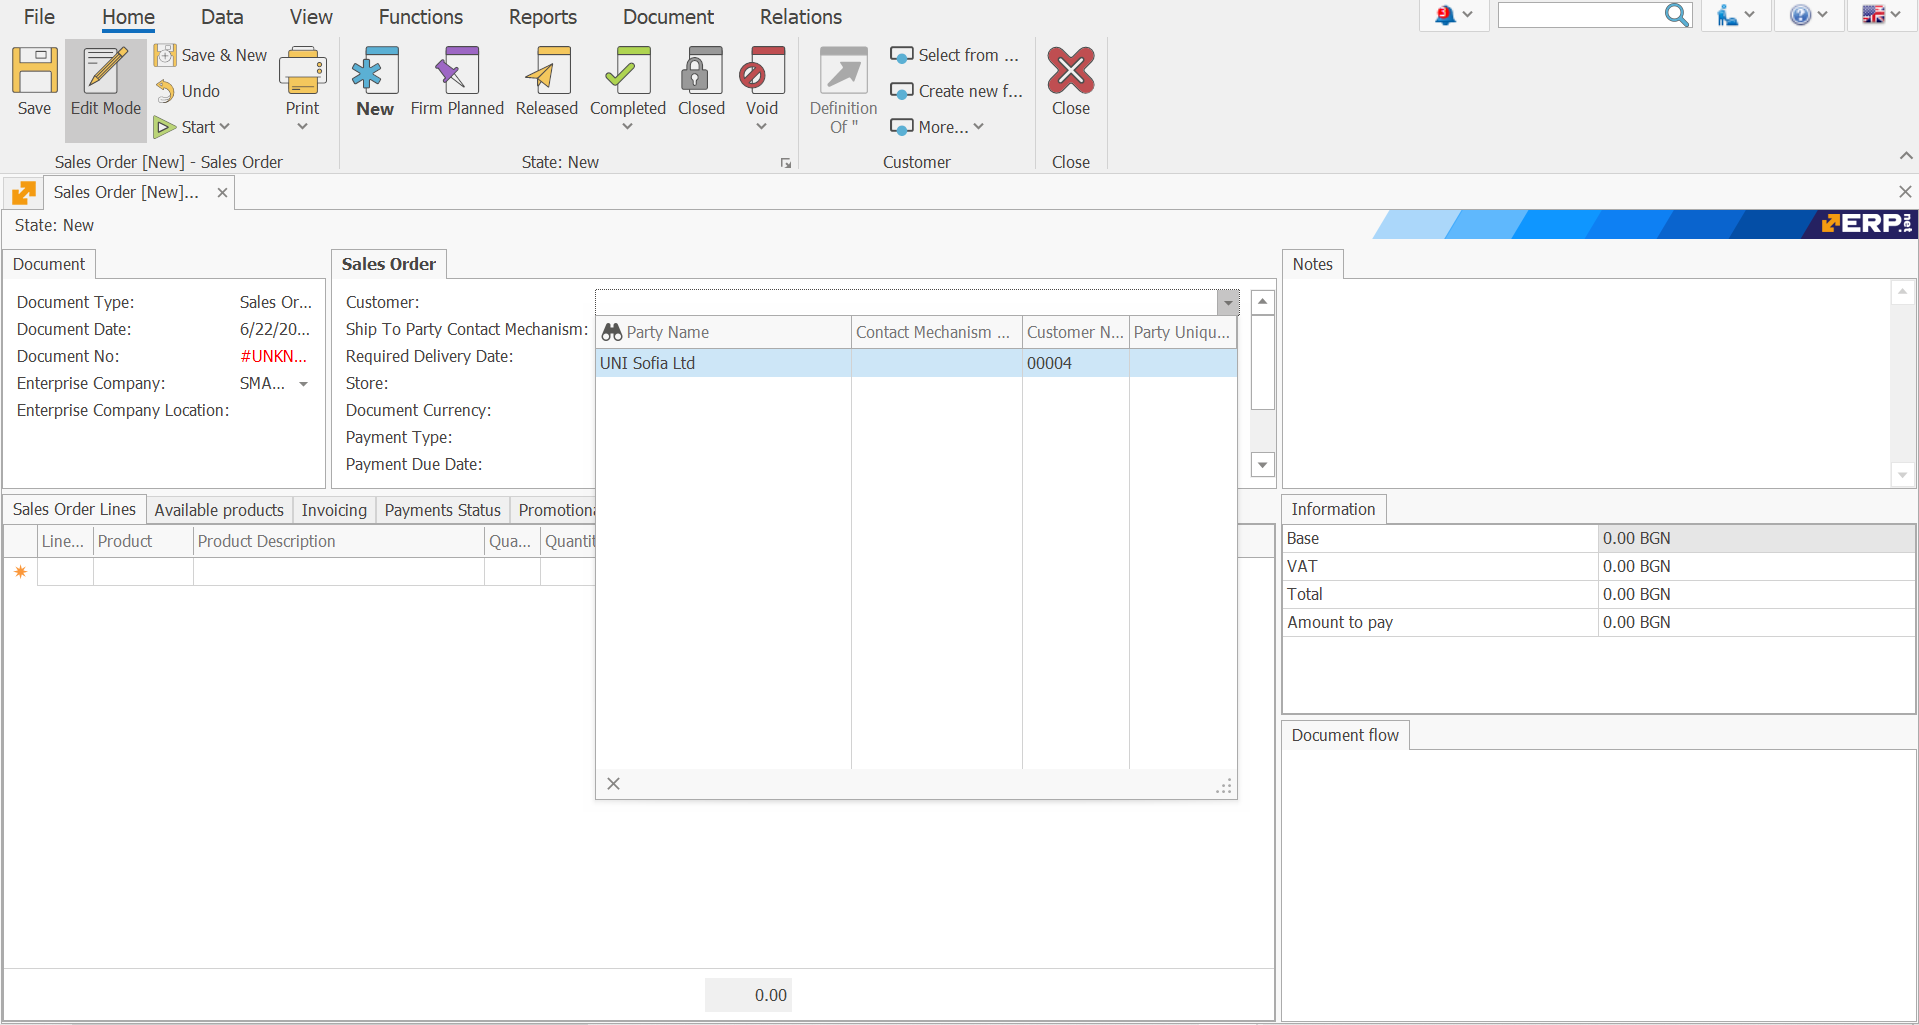 File Home Data View Functions Reports Document Relations
3
Save
Edit Mode
Save & New
Undo
Start
Print
New
Firm Planned
Released
Completed
Closed
Void
Definition
Of "
Select from ...
Create new f...
More...
Close
Sales Order [New] - Sales Order
State: New
Customer
Close
Sales Order [New]...
State: New
ERP.net
Document
Document Type: Sales Or...
Document Date: 6/22/20...
Document No: #UNKN...
Enterprise Company: SMA...
Enterprise Company Location:
Sales Order
Customer:
Ship To Party Contact Mechanism:
Required Delivery Date:
Store:
Document Currency:
Payment Type:
Payment Due Date:
Party Name Contact Mechanism ... Customer N... Party Uniqu...
UNI Sofia Ltd 00004
Notes
Sales Order Lines Available products Invoicing Payments Status Promotiona
Line... Product Product Description Qua... Quantit
0.00
Information
Base 0.00 BGN
VAT 0.00 BGN
Total 0.00 BGN
Amount to pay 0.00 BGN
Document flow